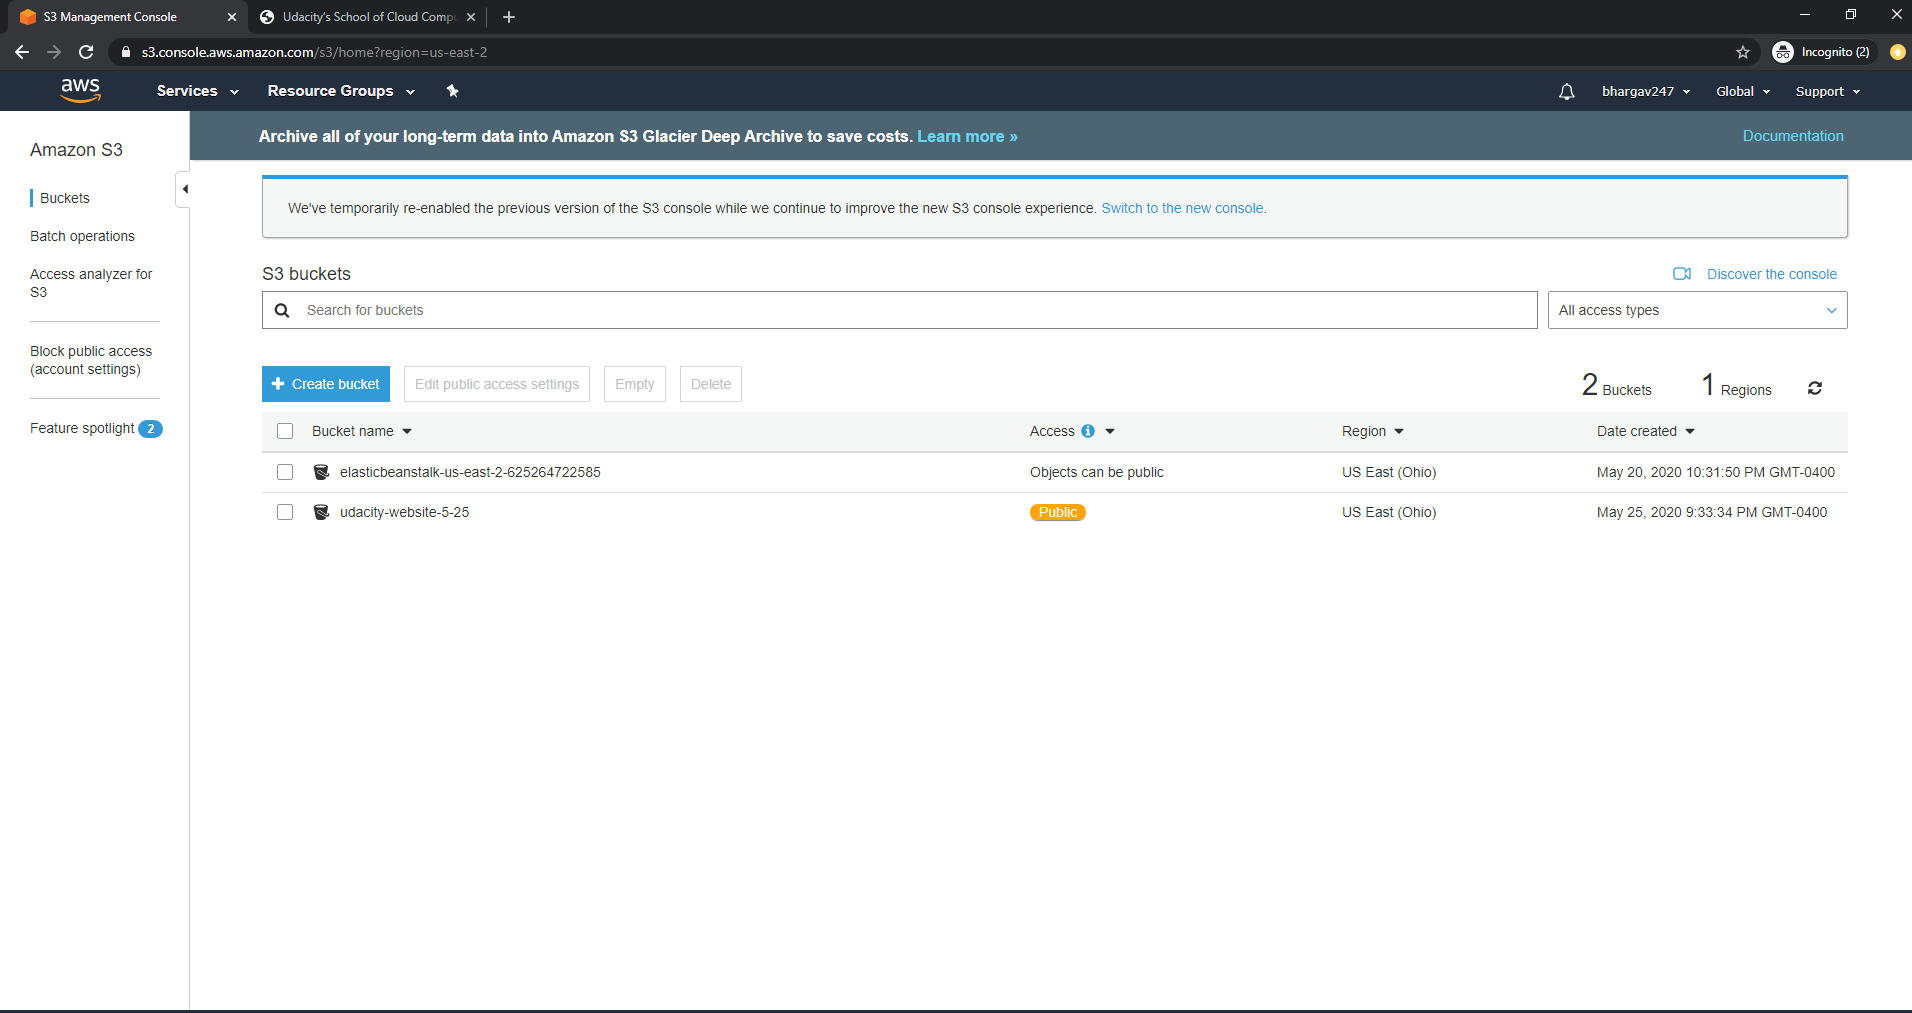 S3 Management Console
Udacity's School of Cloud Comp
s3.console.aws.amazon.com/s3/home?region=us-east-2
Incognito (2)
aws
Services
Resource Groups
bhargav247
Global
Support
Archive all of your long-term data into Amazon S3 Glacier Deep Archive to save costs. Learn more »
Documentation
Amazon S3
Buckets
Batch operations
Access analyzer for
S3
Block public access
(account settings)
Feature spotlight 2
We've temporarily re-enabled the previous version of the S3 console while we continue to improve the new S3 console experience. Switch to the new console.
S3 buckets
Discover the console
Search for buckets
All access types
Create bucket
Edit public access settings
Empty
Delete
2 Buckets
1 Regions
Bucket name
Access
Region
Date created
elasticbeanstalk-us-east-2-625264722585
Objects can be public
US East (Ohio)
May 20, 2020 10:31:50 PM GMT-0400
udacity-website-5-25
Public
US East (Ohio)
May 25, 2020 9:33:34 PM GMT-0400